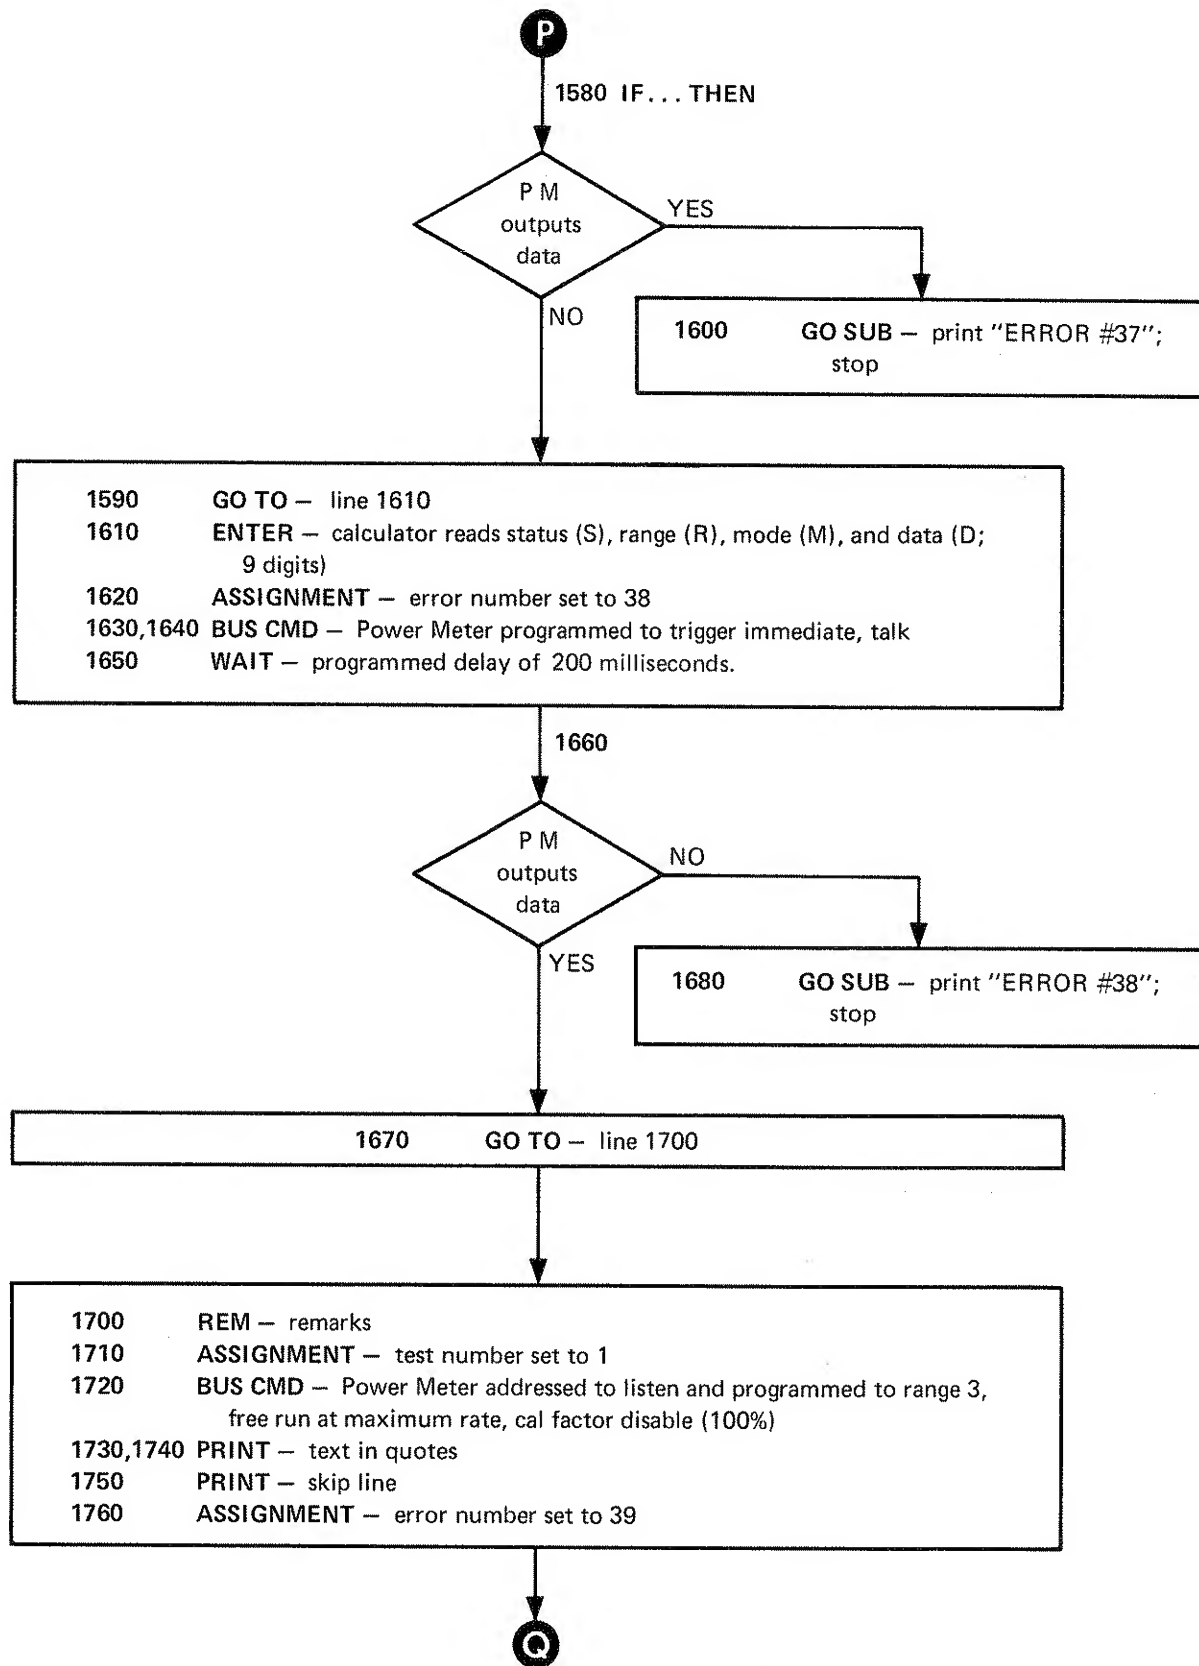 P
1580 IF... THEN
P M
outputs
data
YES
NO
1600 GO SUB — print "ERROR #37";
stop
1590 GO TO — line 1610
1610 ENTER — calculator reads status (S), range (R), mode (M), and data (D;
9 digits)
1620 ASSIGNMENT — error number set to 38
1630,1640 BUS CMD — Power Meter programmed to trigger immediate, talk
1650 WAIT — programmed delay of 200 milliseconds.
1660
P M
outputs
data
NO
YES
1680 GO SUB — print "ERROR #38";
stop
1670 GO TO — line 1700
1700 REM — remarks
1710 ASSIGNMENT — test number set to 1
1720 BUS CMD — Power Meter addressed to listen and programmed to range 3,
free run at maximum rate, cal factor disable (100%)
1730,1740 PRINT — text in quotes
1750 PRINT — skip line
1760 ASSIGNMENT — error number set to 39
Q